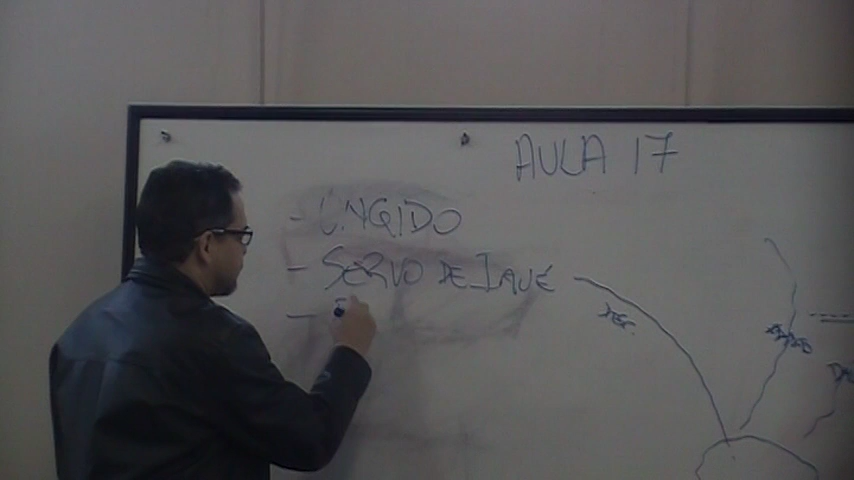 AULA 17
- UNGIDO
- SERVO DE IAVÉ
-